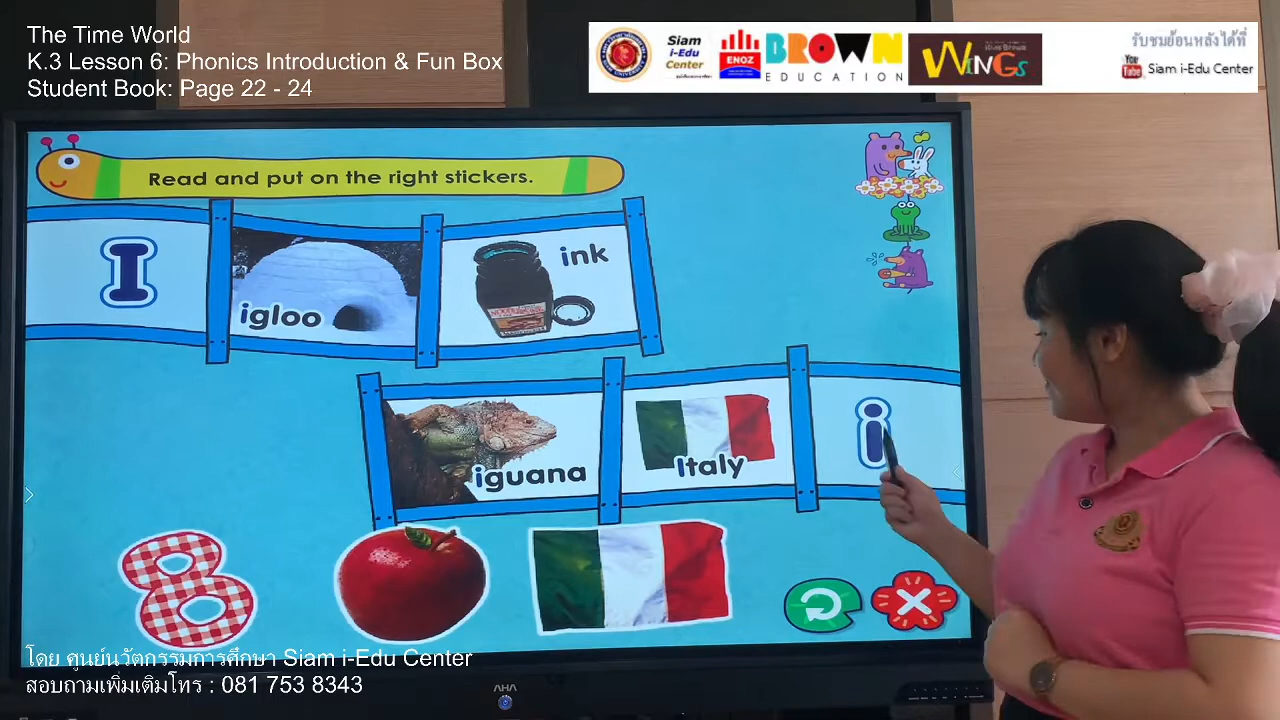 The Time World
K.3 Lesson 6: Phonics Introduction & Fun Box
Student Book: Page 22 - 24
Siam
i-Edu
Center
ENOZ
BROWN
EDUCATION
WINGS
รับชมย้อนหลังได้ที่
You
Tube
Siam i-Edu Center
Read and put on the right stickers.
I
igloo
ink
iguana
Italy
i
8
โดย ศูนย์นวัตกรรมการศึกษา Siam i-Edu Center
สอบถามเพิ่มเติมโทร : 081 753 8343
AHA